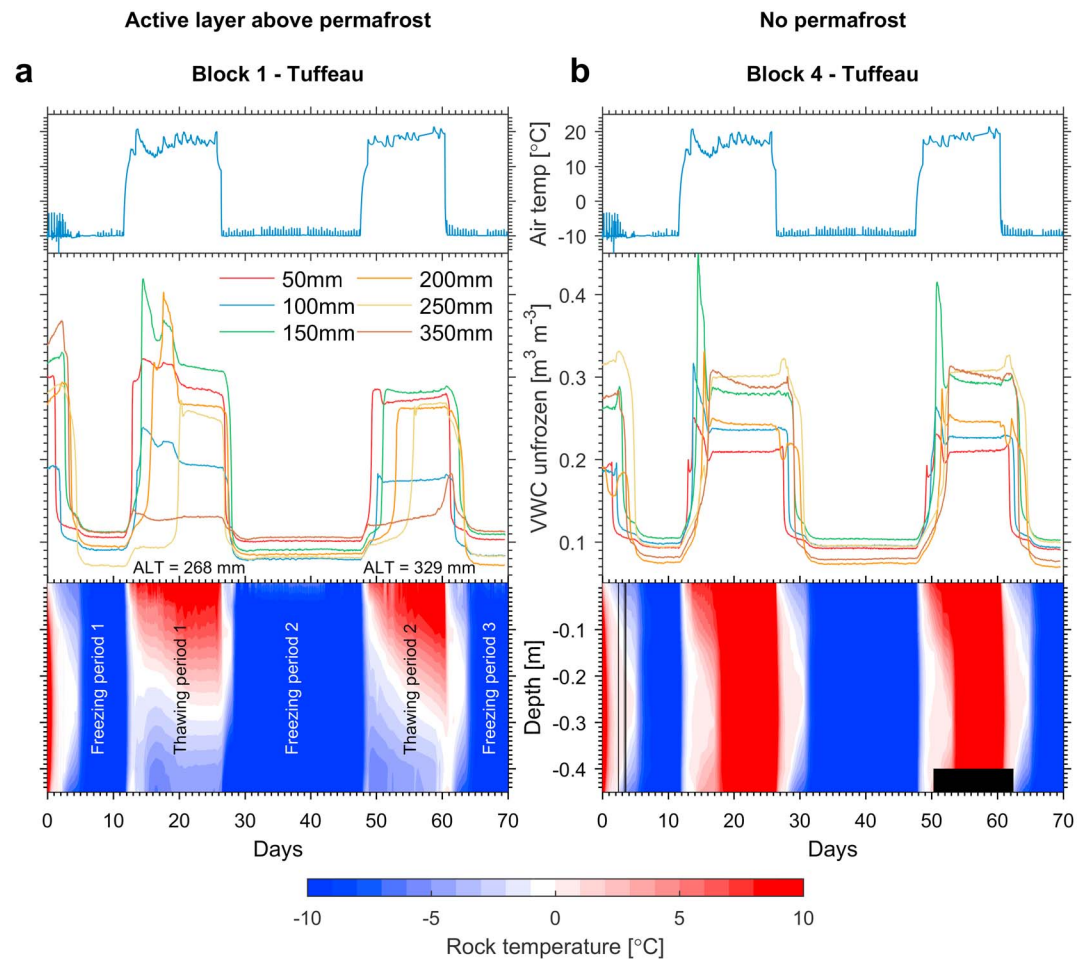 Active layer above permafrost
No permafrost
a
Block 1 - Tuffeau
b
Block 4 - Tuffeau
Air temp [°C]
20
10
0
-10
50mm
100mm
150mm
200mm
250mm
350mm
VWC unfrozen [m³ m⁻³]
0.4
0.3
0.2
0.1
ALT = 268 mm
ALT = 329 mm
Freezing period 1
Thawing period 1
Freezing period 2
Thawing period 2
Freezing period 3
Depth [m]
-0.1
-0.2
-0.3
-0.4
0 10 20 30 40 50 60 70
Days
0 10 20 30 40 50 60 70
Days
-10 -5 0 5 10
Rock temperature [°C]